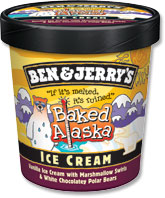 BEN & JERRY'S
"If it's melted,
it's ruined."
Baked
Alaska
ICE CREAM
Vanilla Ice Cream with Marshmallow Swirls
& White Chocolatey Polar Bears